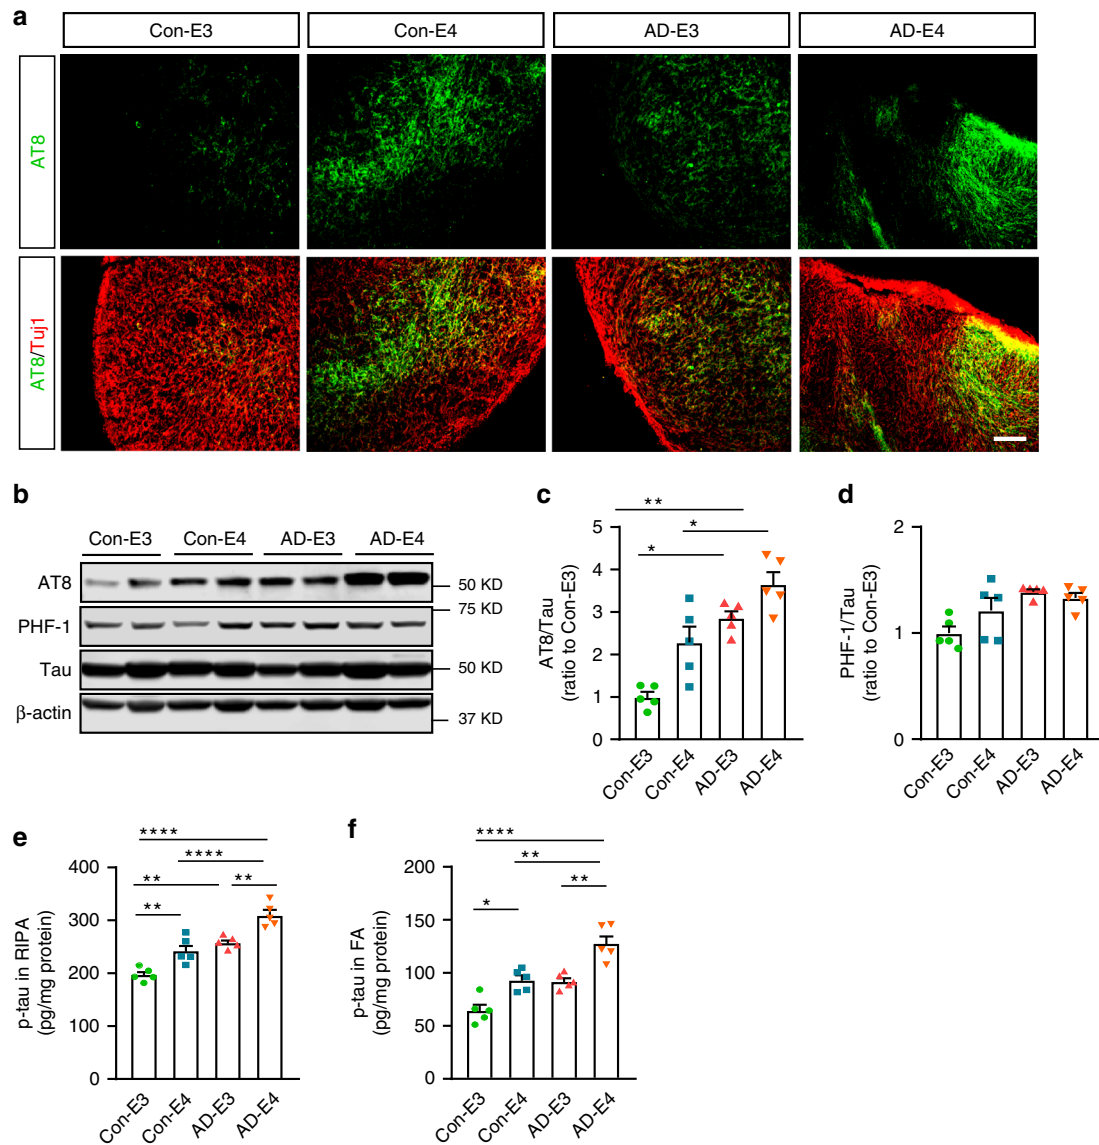 a
Con-E3
Con-E4
AD-E3
AD-E4
AT8
AT8/Tuj1
b
Con-E3
Con-E4
AD-E3
AD-E4
AT8
PHF-1
Tau
β-actin
50 KD
75 KD
50 KD
37 KD
c
**
*
*
AT8/Tau
(ratio to Con-E3)
5
4
3
2
1
0
Con-E3
Con-E4
AD-E3
AD-E4
d
PHF-1/Tau
(ratio to Con-E3)
2
1
0
Con-E3
Con-E4
AD-E3
AD-E4
e
****
****
**
**
**
p-tau in RIPA
(pg/mg protein)
400
300
200
100
0
Con-E3
Con-E4
AD-E3
AD-E4
f
****
**
**
*
p-tau in FA
(pg/mg protein)
200
150
100
50
0
Con-E3
Con-E4
AD-E3
AD-E4